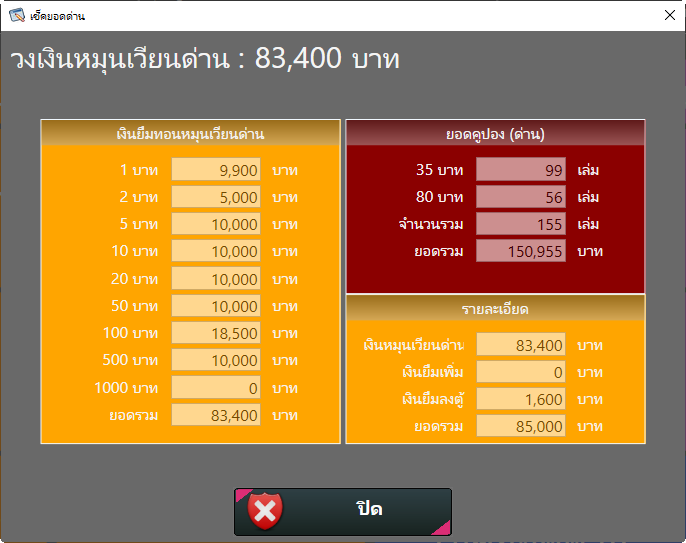 เช็คยอดด่าน
วงเงินหมุนเวียนด่าน : 83,400 บาท
เงินยืมทอนหมุนเวียนด่าน
1 บาท 9,900 บาท
2 บาท 5,000 บาท
5 บาท 10,000 บาท
10 บาท 10,000 บาท
20 บาท 10,000 บาท
50 บาท 10,000 บาท
100 บาท 18,500 บาท
500 บาท 10,000 บาท
1000 บาท 0 บาท
ยอดรวม 83,400 บาท
ยอดคูปอง (ด่าน)
35 บาท 99 เล่ม
80 บาท 56 เล่ม
จำนวนรวม 155 เล่ม
ยอดรวม 150,955 บาท
รายละเอียด
เงินหมุนเวียนด่าน 83,400 บาท
เงินยืมเพิ่ม 0 บาท
เงินยืมลงตู้ 1,600 บาท
ยอดรวม 85,000 บาท
ปิด